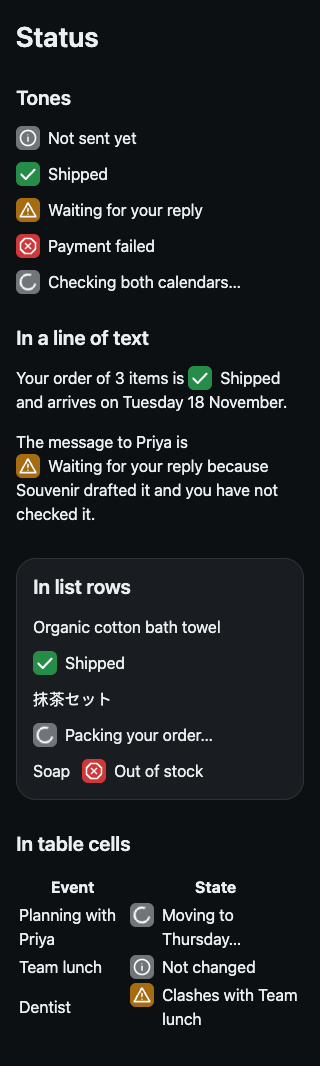 Status
Tones
Not sent yet
Shipped
Waiting for your reply
Payment failed
Checking both calendars...
In a line of text
Your order of 3 items is Shipped
and arrives on Tuesday 18 November.
The message to Priya is
Waiting for your reply because
Souvenir drafted it and you have not
checked it.
In list rows
Organic cotton bath towel
Shipped
抹茶セット
Packing your order...
Soap Out of stock
In table cells
Event State
Planning with Moving to
Priya Thursday...
Team lunch Not changed
Dentist Clashes with Team
lunch